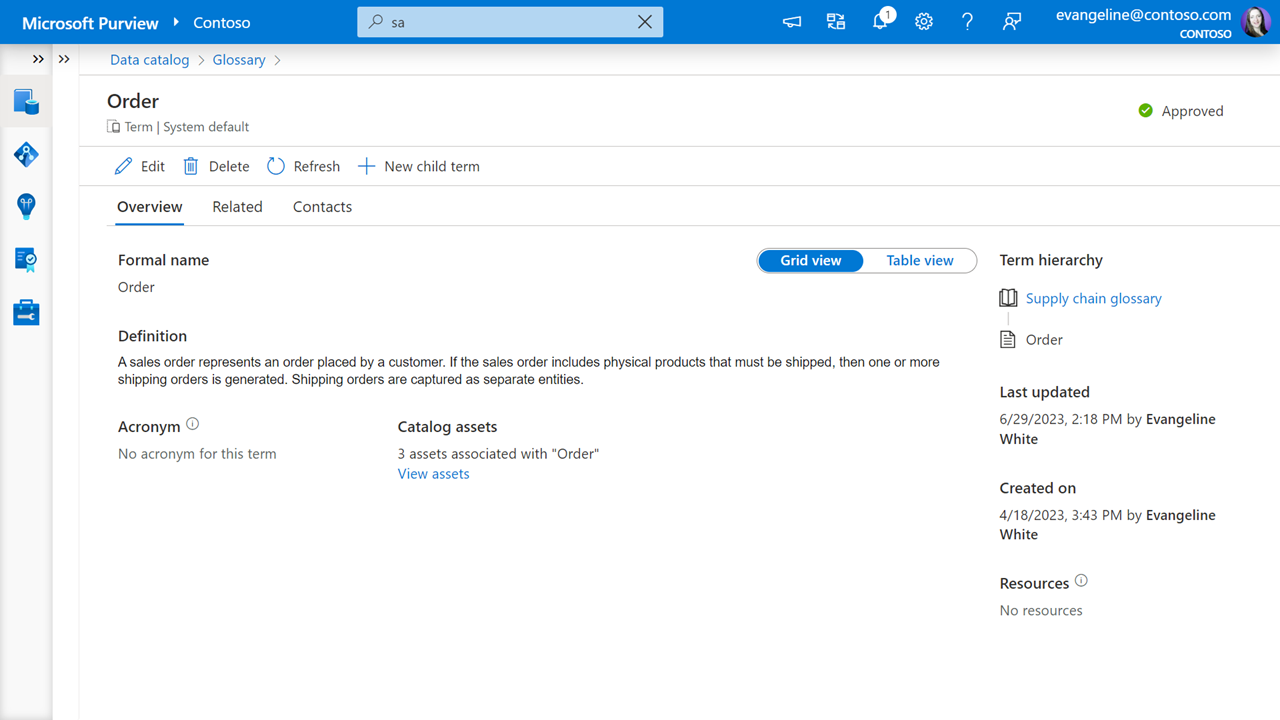 Microsoft Purview Contoso sa 1 evangeline@contoso.com
CONTOSO
Data catalog Glossary
Order
Term | System default
Approved
Edit Delete Refresh New child term
Overview Related Contacts
Formal name
Order
Grid view Table view
Definition
A sales order represents an order placed by a customer. If the sales order includes physical products that must be shipped, then one or more
shipping orders is generated. Shipping orders are captured as separate entities.
Acronym
No acronym for this term
Catalog assets
3 assets associated with "Order"
View assets
Term hierarchy
Supply chain glossary
Order
Last updated
6/29/2023, 2:18 PM by Evangeline
White
Created on
4/18/2023, 3:43 PM by Evangeline
White
Resources
No resources